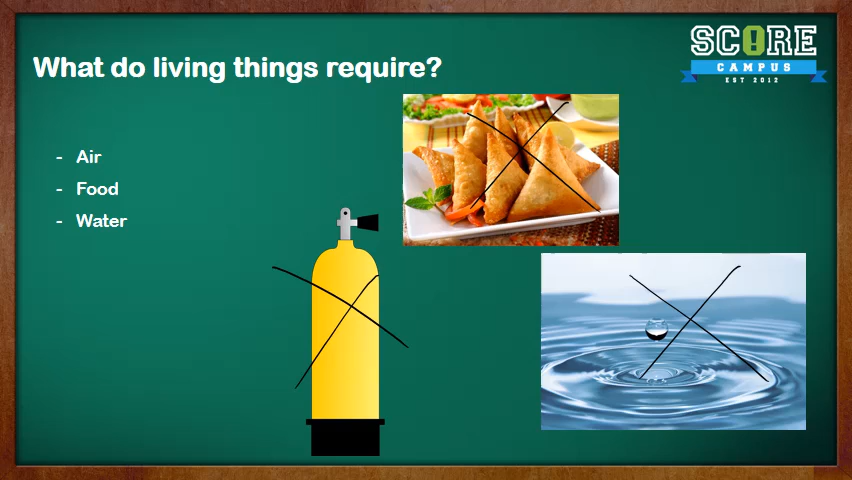 SCORE
CAMPUS
EST 2012
What do living things require?
- Air
- Food
- Water